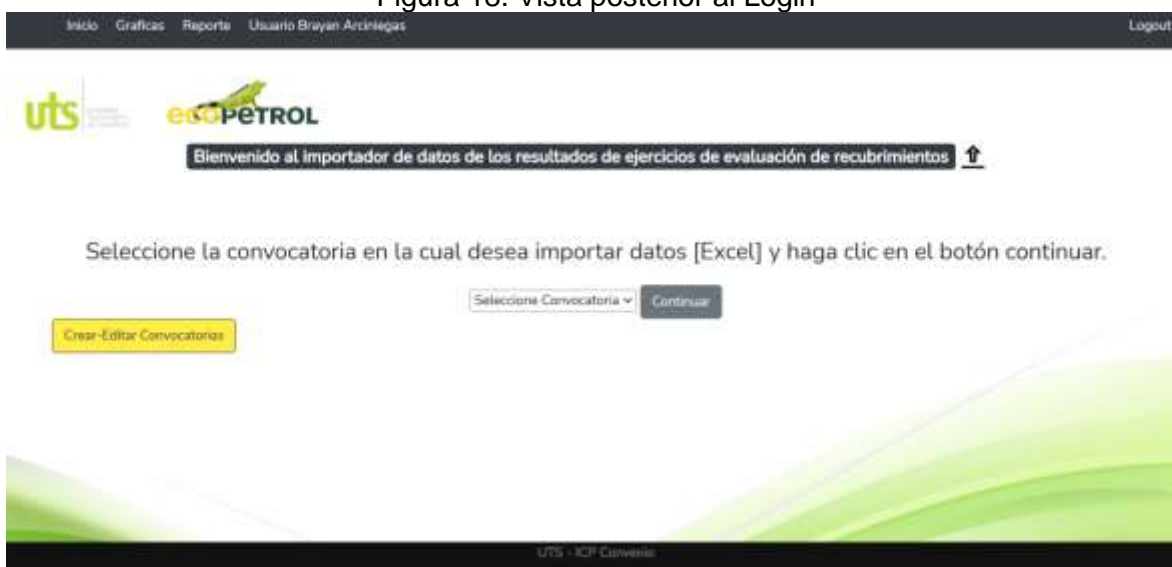 Figura 18. Vista posterior al Login
Inicio Graficas Reporte Usuario Brayan Arciniegas Logout
uts ecoPETROL
Bienvenido al importador de datos de los resultados de ejercicios de evaluación de recubrimientos
Seleccione la convocatoria en la cual desea importar datos [Excel] y haga clic en el botón continuar.
Seleccione Convocatoria Continuar
Crear-Editar Convocatorias
UTS - ICP Convenio